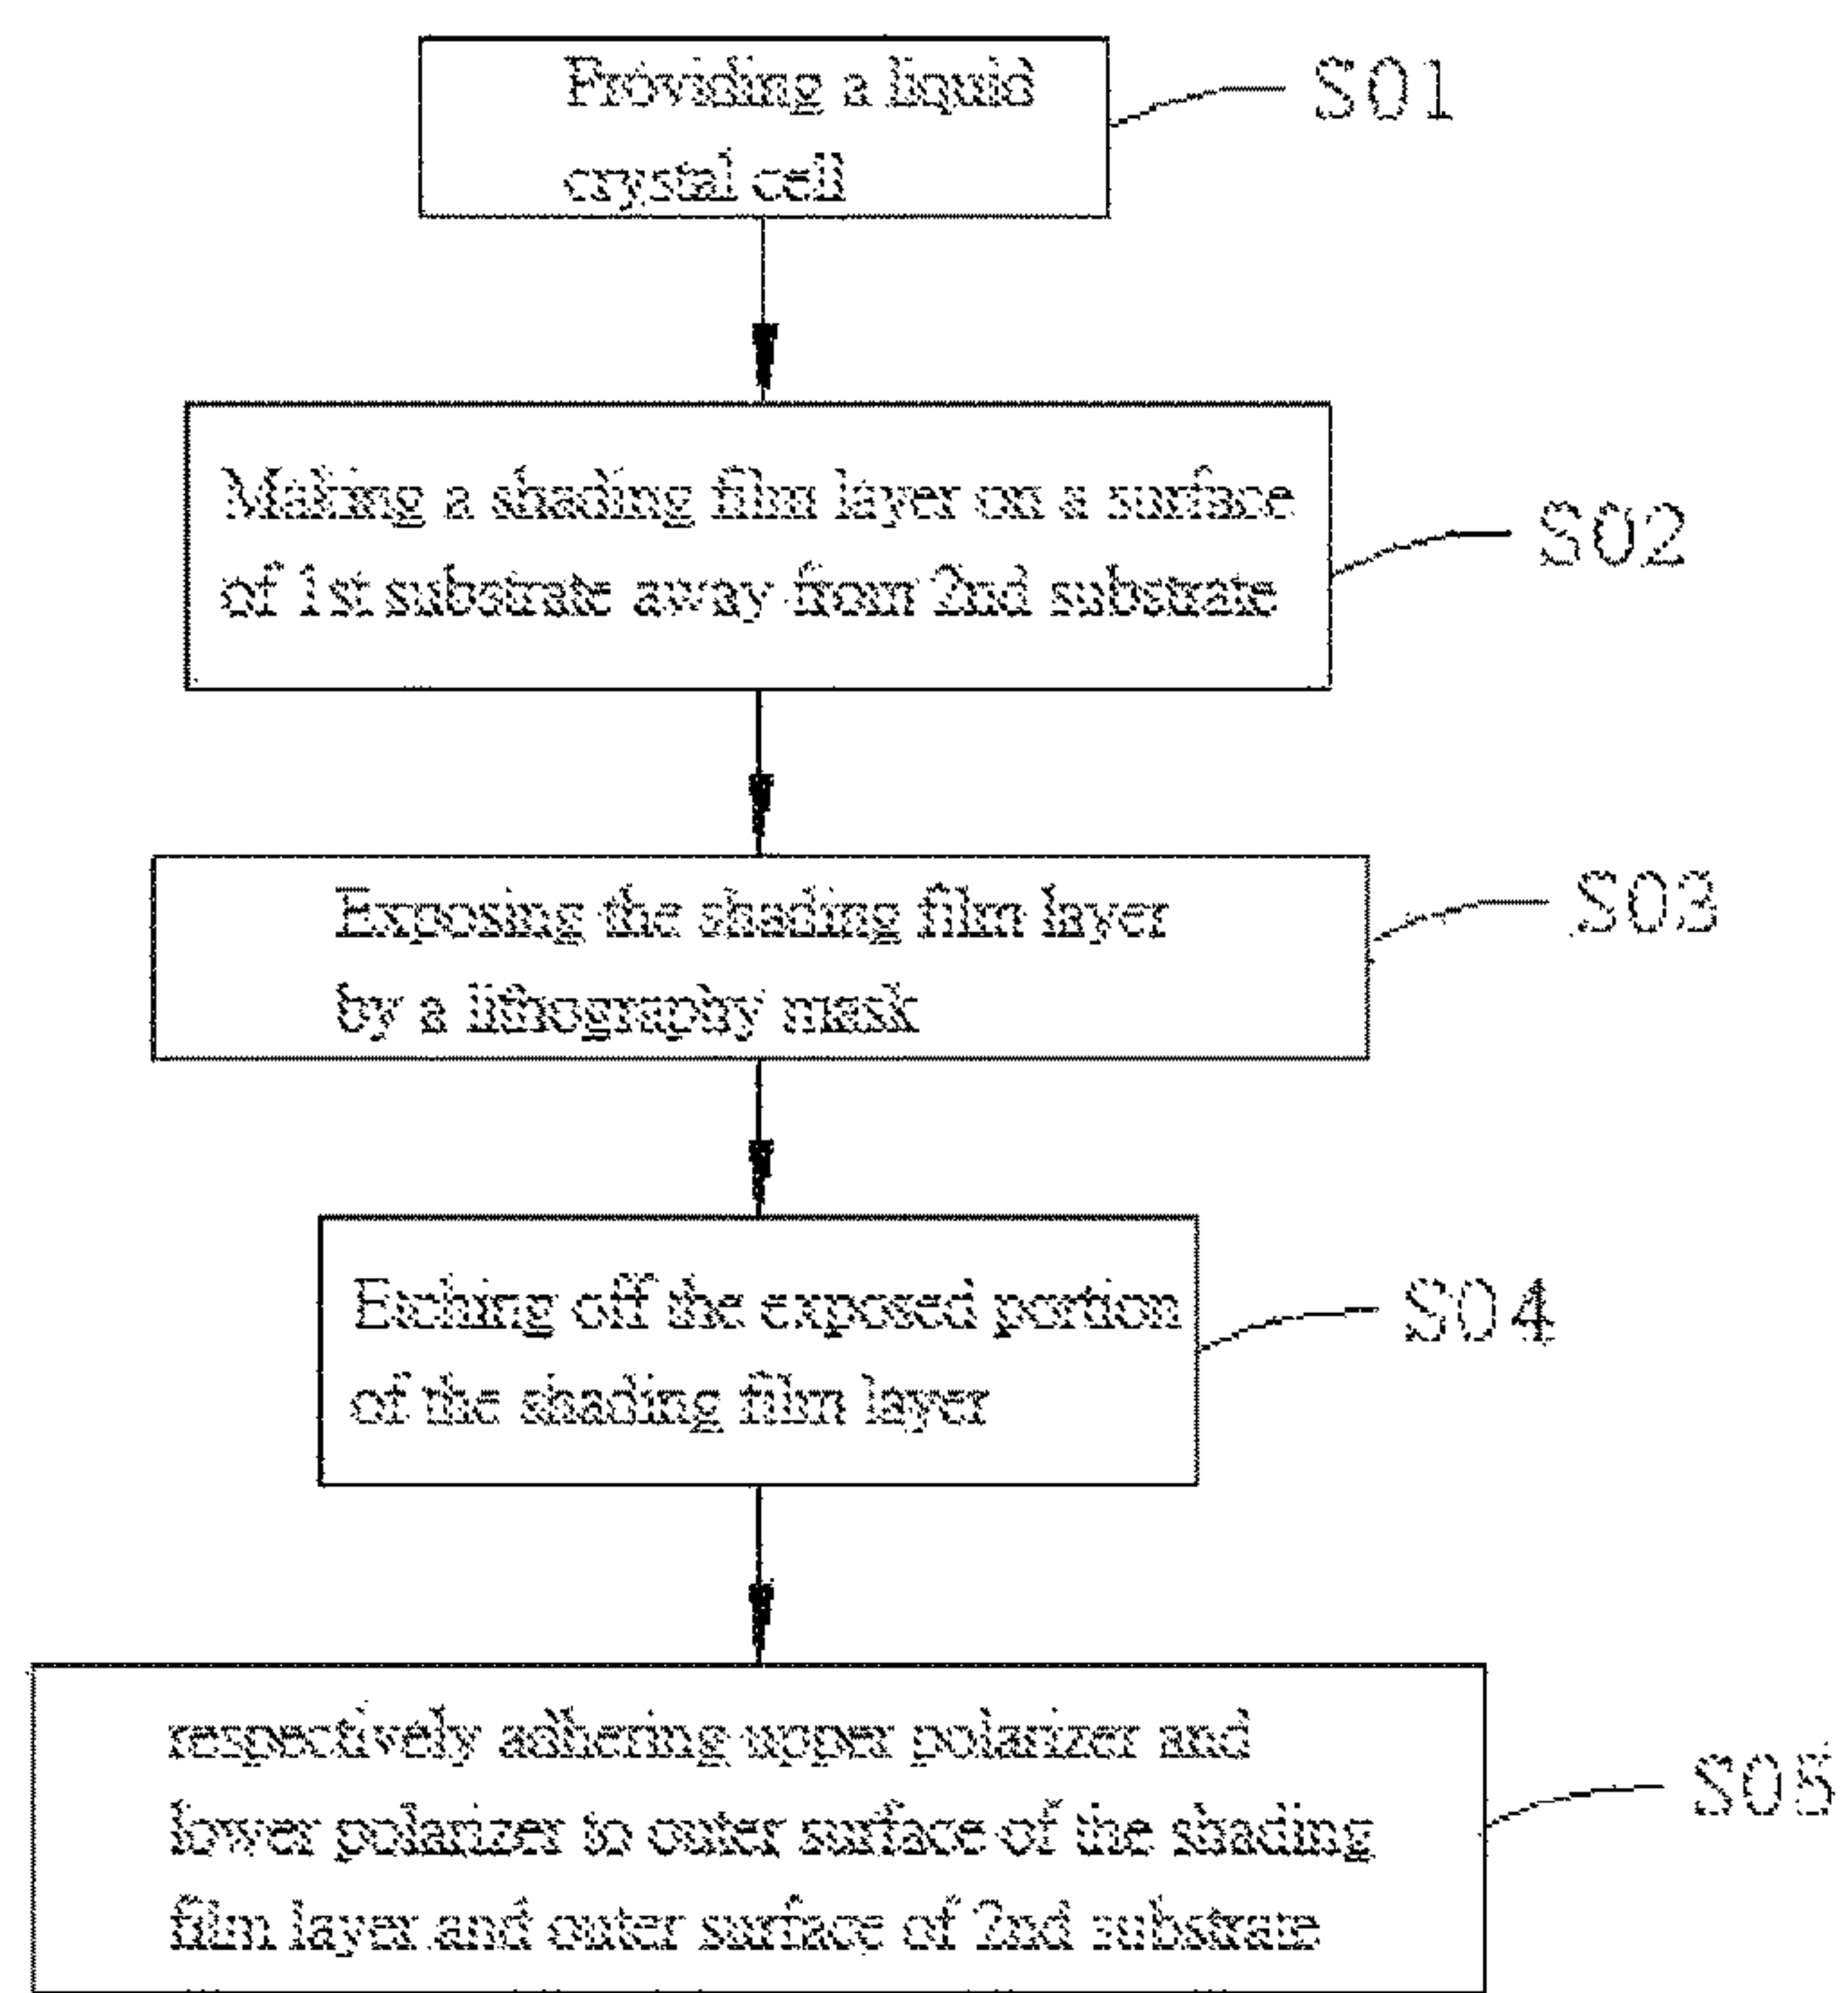 Providing a liquid
crystal cell
S01
Making a shading film layer on a surface
of 1st substrate away from 2nd substrate
S02
Exposing the shading film layer
by a lithography mask
S03
Etching off the exposed portion
of the shading film layer
S04
respectively adhering upper polarizer and
lower polarizer to outer surface of the shading
film layer and outer surface of 2nd substrate
S05